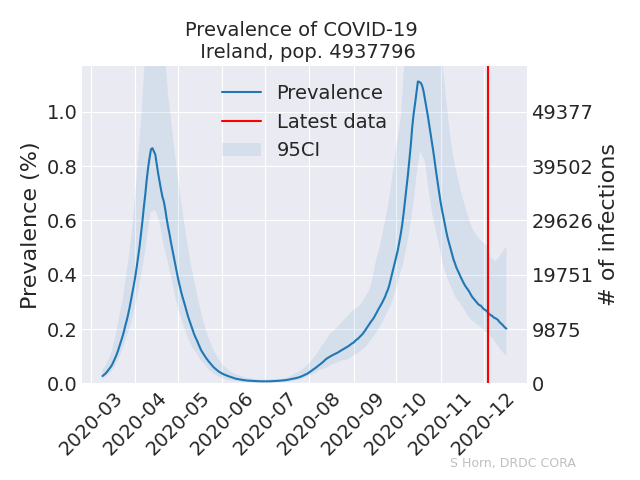 Prevalence of COVID-19
Ireland, pop. 4937796
Prevalence
Latest data
95CI
Prevalence (%)
1.0
0.8
0.6
0.4
0.2
0.0
49377
39502
29626
19751
9875
0
# of infections
2020-03
2020-04
2020-05
2020-06
2020-07
2020-08
2020-09
2020-10
2020-11
2020-12
S Horn, DRDC CORA